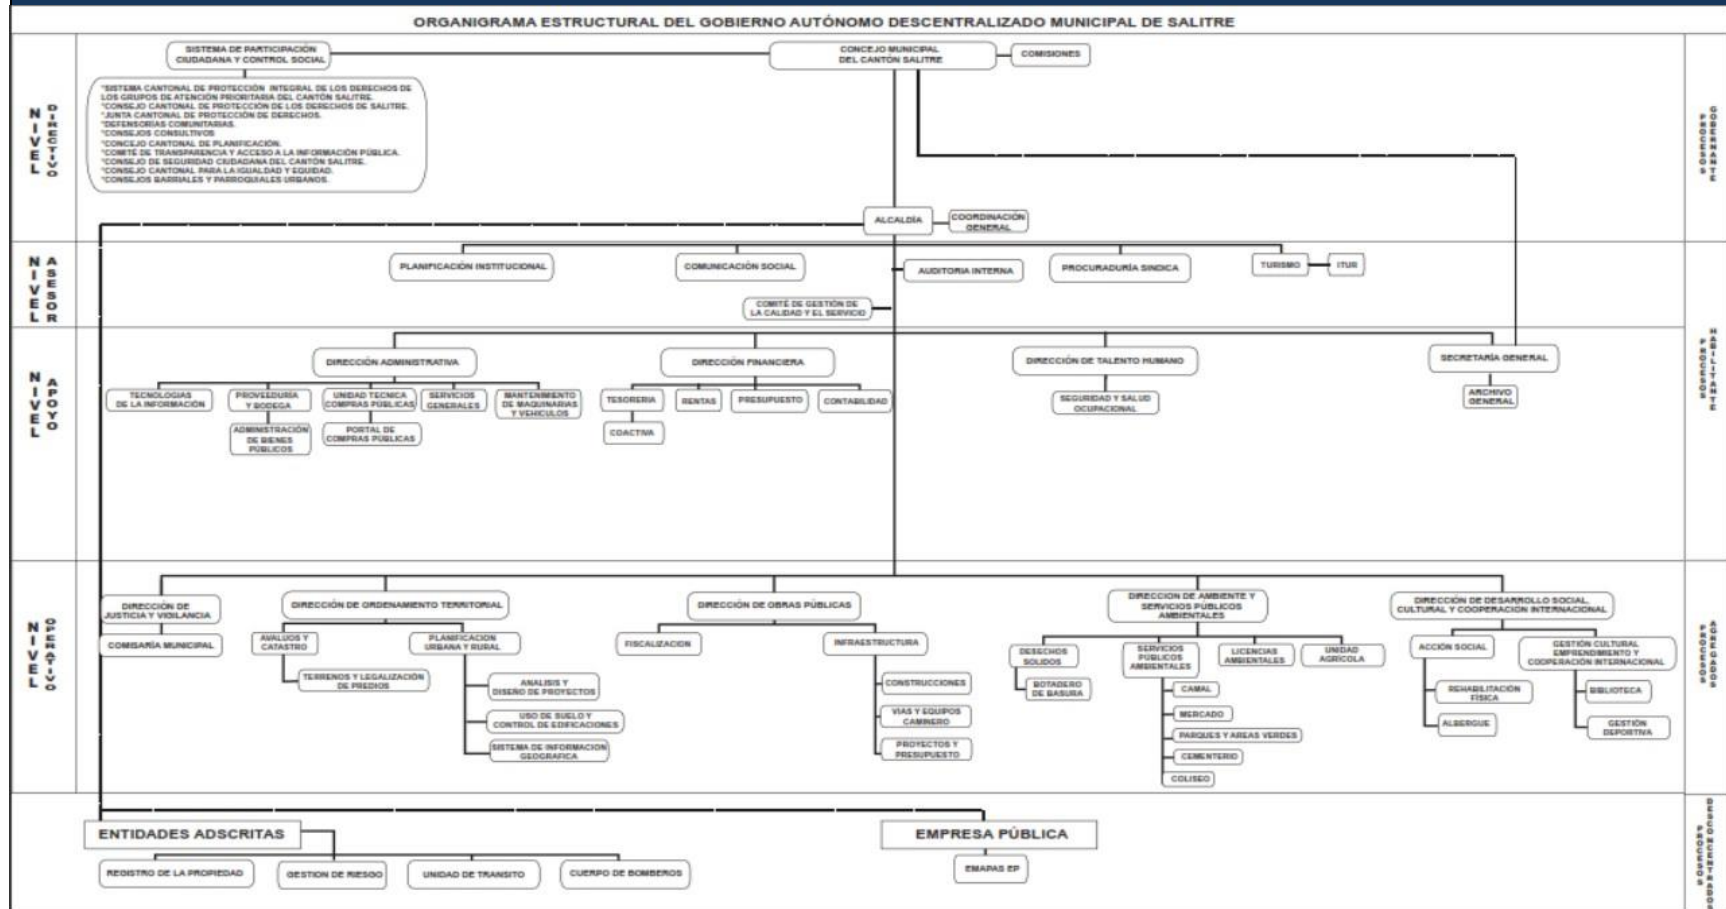 ORGANIGRAMA ESTRUCTURAL DEL GOBIERNO AUTÓNOMO DESCENTRALIZADO MUNICIPAL DE SALITRE
NIVEL
DIRECTIVO
SISTEMA DE PARTICIPACIÓN
CIUDADANA Y CONTROL SOCIAL
CONCEJO MUNICIPAL
DEL CANTÓN SALITRE
COMISIONES
*SISTEMA CANTONAL DE PROTECCIÓN INTEGRAL DE LOS DERECHOS DE
LOS GRUPOS DE ATENCIÓN PRIORITARIA DEL CANTÓN SALITRE.
*CONSEJO CANTONAL DE PROTECCIÓN DE LOS DERECHOS DE SALITRE.
*JUNTA CANTONAL DE PROTECCIÓN DE DERECHOS.
*DEFENSORÍAS COMUNITARIAS.
*CONSEJOS CONSULTIVOS
*CONCEJO CANTONAL DE PLANIFICACIÓN.
*COMITÉ DE TRANSPARENCIA Y ACCESO A LA INFORMACIÓN PÚBLICA.
*CONSEJO DE SEGURIDAD CIUDADANA DEL CANTÓN SALITRE.
*CONSEJO CANTONAL PARA LA IGUALDAD Y EQUIDAD.
*CONSEJOS BARRIALES Y PARROQUIALES URBANOS.
PROCESOS
GOBERNANTE
ALCALDÍA
COORDINACIÓN
GENERAL
NIVEL
ASESOR
PLANIFICACIÓN INSTITUCIONAL
COMUNICACIÓN SOCIAL
AUDITORIA INTERNA
PROCURADURÍA SINDICA
TURISMO
ITUR
COMITÉ DE GESTIÓN DE
LA CALIDAD Y EL SERVICIO
PROCESOS
HABILITANTE
NIVEL
APOYO
DIRECCIÓN ADMINISTRATIVA
DIRECCIÓN FINANCIERA
DIRECCIÓN DE TALENTO HUMANO
SECRETARÍA GENERAL
TECNOLOGIAS
DE LA INFORMACIÓN
PROVEEDURÍA
Y BODEGA
UNIDAD TECNICA
COMPRAS PÚBLICAS
SERVICIOS
GENERALES
MANTENIMIENTO
DE MAQUINARIAS
Y VEHICULOS
TESORERIA
RENTAS
PRESUPUESTO
CONTABILIDAD
SEGURIDAD Y SALUD
OCUPACIONAL
ARCHIVO
GENERAL
ADMINISTRACIÓN
DE BIENES
PÚBLICOS
PORTAL DE
COMPRAS PÚBLICAS
COACTIVA
NIVEL
OPERATIVO
DIRECCIÓN DE
JUSTICIA Y VIGILANCIA
DIRECCIÓN DE ORDENAMIENTO TERRITORIAL
DIRECCIÓN DE OBRAS PÚBLICAS
DIRECCION DE AMBIENTE Y
SERVICIOS PÚBLICOS
AMBIENTALES
DIRECCIÓN DE DESARROLLO SOCIAL,
CULTURAL Y COOPERACION INTERNACIONAL
COMISARÍA MUNICIPAL
AVALUOS Y
CATASTRO
PLANIFICACION
URBANA Y RURAL
FISCALIZACION
INFRAESTRUCTURA
DESECHOS
SOLIDOS
SERVICIOS
PÚBLICOS
AMBIENTALES
LICENCIAS
AMBIENTALES
UNIDAD
AGRÍCOLA
ACCIÓN SOCIAL
GESTIÓN CULTURAL
EMPRENDIMIENTO Y
COOPERACIÓN INTERNACIONAL
TERRENOS Y LEGALIZACIÓN
DE PREDIOS
ANALISIS Y
DISEÑO DE PROYECTOS
USO DE SUELO Y
CONTROL DE EDIFICACIONES
SISTEMA DE INFORMACION
GEOGRAFICA
CONSTRUCCIONES
VIAS Y EQUIPOS
CAMINERO
PROYECTOS Y
PRESUPUESTO
BOTADERO
DE BASURA
CAMAL
MERCADO
PARQUES Y AREAS VERDES
CEMENTERIO
COLISEO
REHABILITACIÓN
FÍSICA
ALBERGUE
BIBLIOTECA
GESTIÓN
DEPORTIVA
PROCESOS
AGREGADOS
ENTIDADES ADSCRITAS
EMPRESA PÚBLICA
REGISTRO DE LA PROPIEDAD
GESTION DE RIESGO
UNIDAD DE TRANSITO
CUERPO DE BOMBEROS
EMAPAS EP
PROCESOS
DESCONCENTRADOS